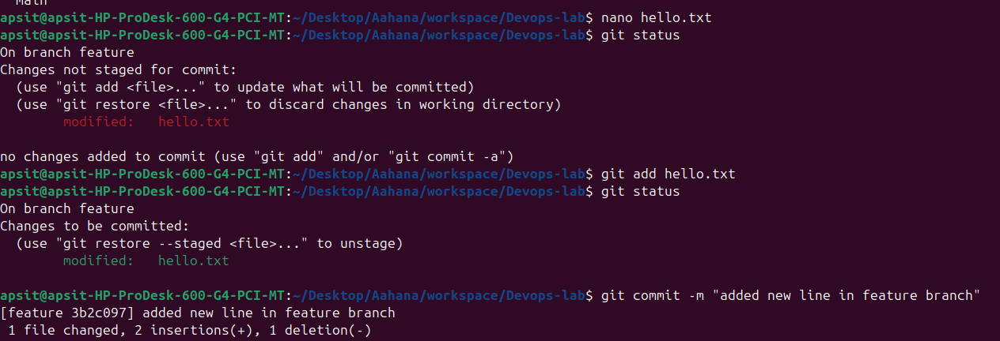 Math
apsit@apsit-HP-ProDesk-600-G4-PCI-MT:~/Desktop/Aahana/workspace/Devops-lab$ nano hello.txt
apsit@apsit-HP-ProDesk-600-G4-PCI-MT:~/Desktop/Aahana/workspace/Devops-lab$ git status
On branch feature
Changes not staged for commit:
  (use "git add <file>..." to update what will be committed)
  (use "git restore <file>..." to discard changes in working directory)
        modified:   hello.txt

no changes added to commit (use "git add" and/or "git commit -a")
apsit@apsit-HP-ProDesk-600-G4-PCI-MT:~/Desktop/Aahana/workspace/Devops-lab$ git add hello.txt
apsit@apsit-HP-ProDesk-600-G4-PCI-MT:~/Desktop/Aahana/workspace/Devops-lab$ git status
On branch feature
Changes to be committed:
  (use "git restore --staged <file>..." to unstage)
        modified:   hello.txt

apsit@apsit-HP-ProDesk-600-G4-PCI-MT:~/Desktop/Aahana/workspace/Devops-lab$ git commit -m "added new line in feature branch"
[feature 3b2c097] added new line in feature branch
 1 file changed, 2 insertions(+), 1 deletion(-)